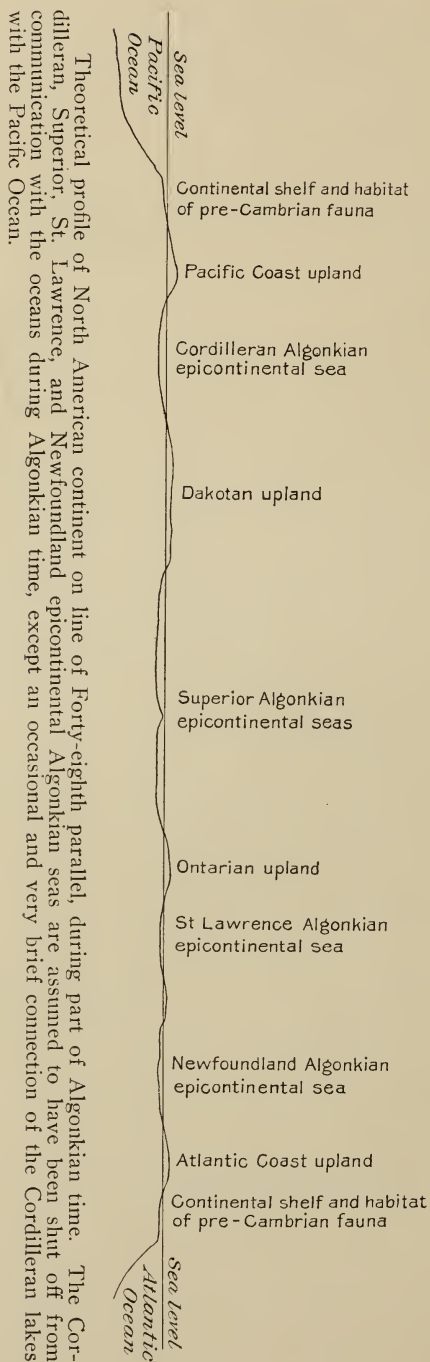 Sea level
Pacific
Ocean
Continental shelf and habitat
of pre-Cambrian fauna
Pacific Coast upland
Cordilleran Algonkian
epicontinental sea
Dakotan upland
Superior Algonkian
epicontinental seas
Ontarian upland
St Lawrence Algonkian
epicontinental sea
Newfoundland Algonkian
epicontinental sea
Atlantic Coast upland
Continental shelf and habitat
of pre-Cambrian fauna
Sea level
Atlantic
Ocean
Theoretical profile of North American continent on line of Forty-eighth parallel, during part of Algonkian time. The Cor-
dilleran, Superior, St. Lawrence, and Newfoundland epicontinental Algonkian seas are assumed to have been shut off from
communication with the oceans during Algonkian time, except an occasional and very brief connection of the Cordilleran lakes
with the Pacific Ocean.